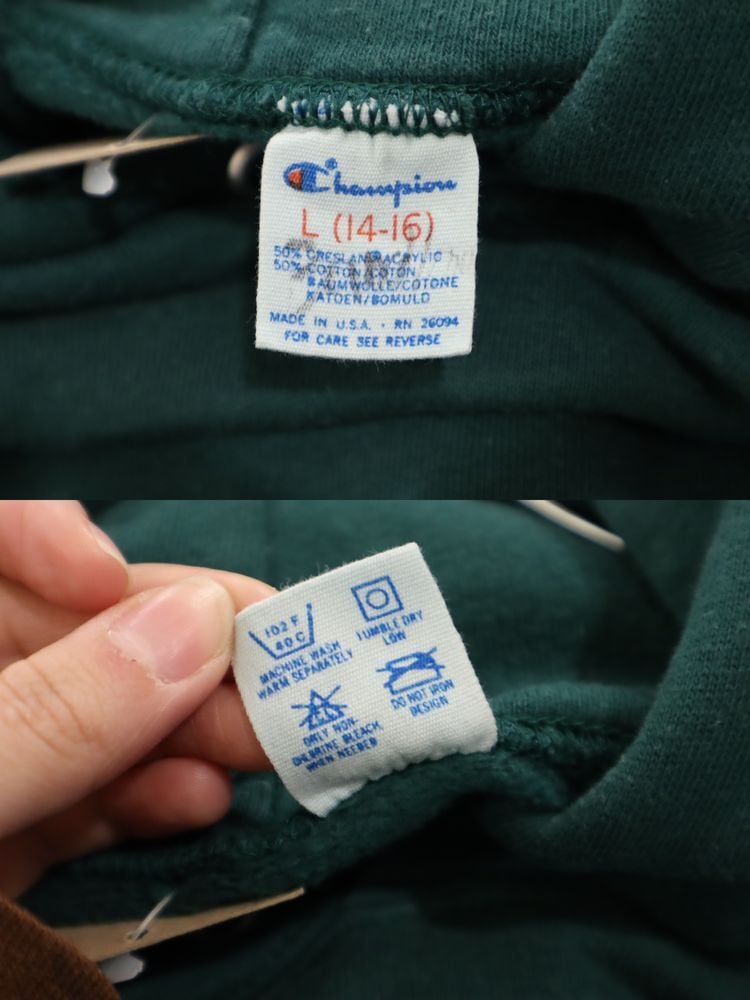 Champion®
L (14-16)
50% CRESLAN® ACRYLIC
50% COTTON/COTON
BAUMWOLLE/COTONE
KATOEN/BOMULD
MADE IN U.S.A. · RN 26094
FOR CARE SEE REVERSE
102 F
40 C
MACHINE WASH
WARM SEPARATELY
TUMBLE DRY
LOW
ONLY NON-
CHLORINE BLEACH
WHEN NEEDED
DO NOT IRON
DESIGN